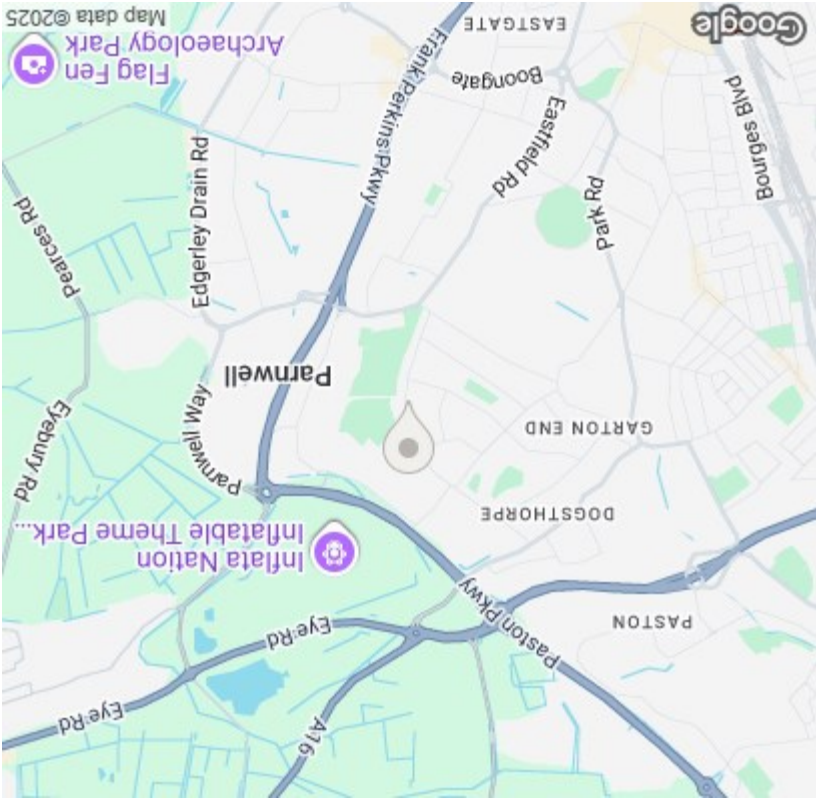 A16
Eye Rd
Paston Pkwy
PASTON
Eye Rd
Inflata Nation
Inflatable Theme Park...
DOGSTHORPE
Parnwell Way
Eyebury Rd
GARTON END
Parnwell
Pearces Rd
Edgerley Drain Rd
Park Rd
Eastfield Rd
Frank Perkins Pkwy
Bourges Blvd
Boongate
Flag Fen
Archaeology Park
EASTGATE
Google
Map data ©2025